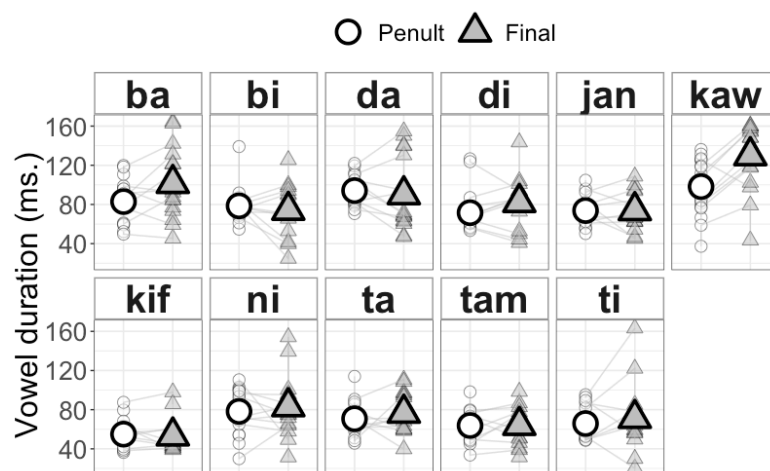 Penult Final
ba bi da di jan kaw
160
120
80
40
kif ni ta tam ti
160
120
80
40
Vowel duration (ms.)